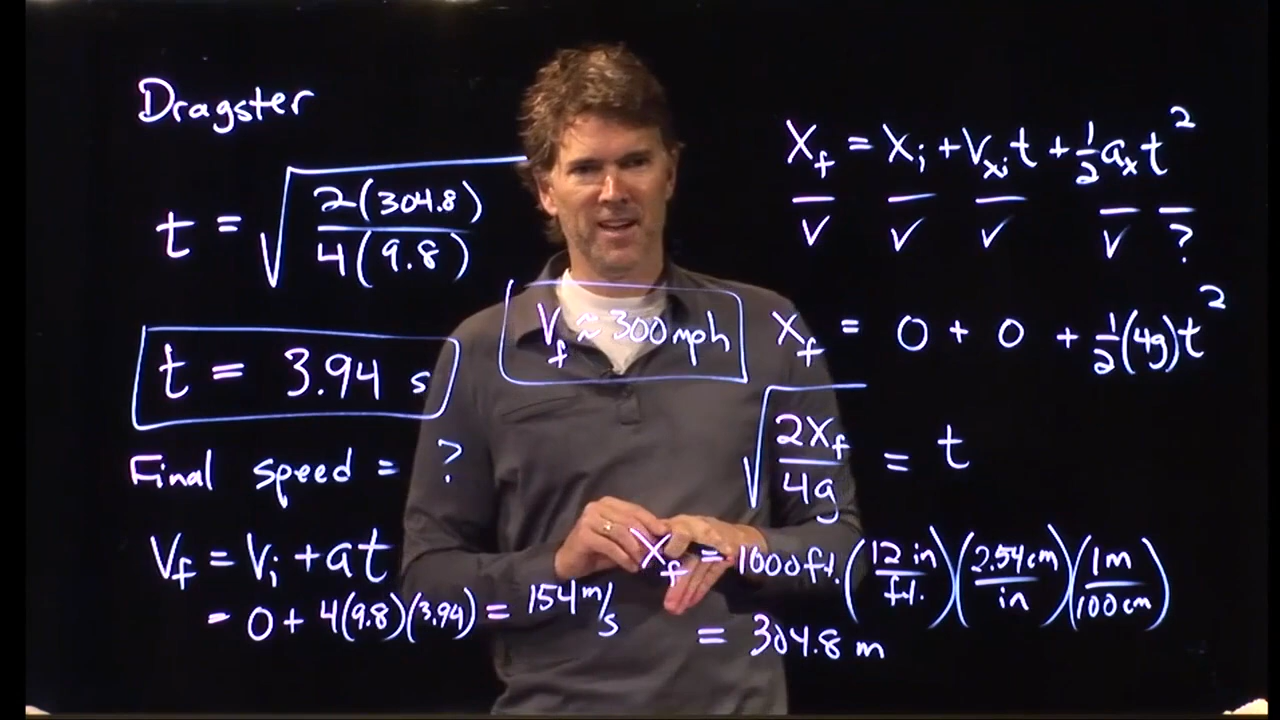 Dragster
t = √(2(304.8) / 4(9.8))
t = 3.94 s
Final speed = ?
V_f = V_i + at
= 0 + 4(9.8)(3.94) = 154 m/s
V_f ≈ 300 mph
X_f = X_i + V_xi t + 1/2 a_x t²
✓ ✓ ✓ ✓ ?
X_f = 0 + 0 + 1/2 (4g) t²
√(2X_f / 4g) = t
X_f = 1000 ft. (12 in / ft.) (2.54 cm / in) (1m / 100 cm)
= 304.8 m